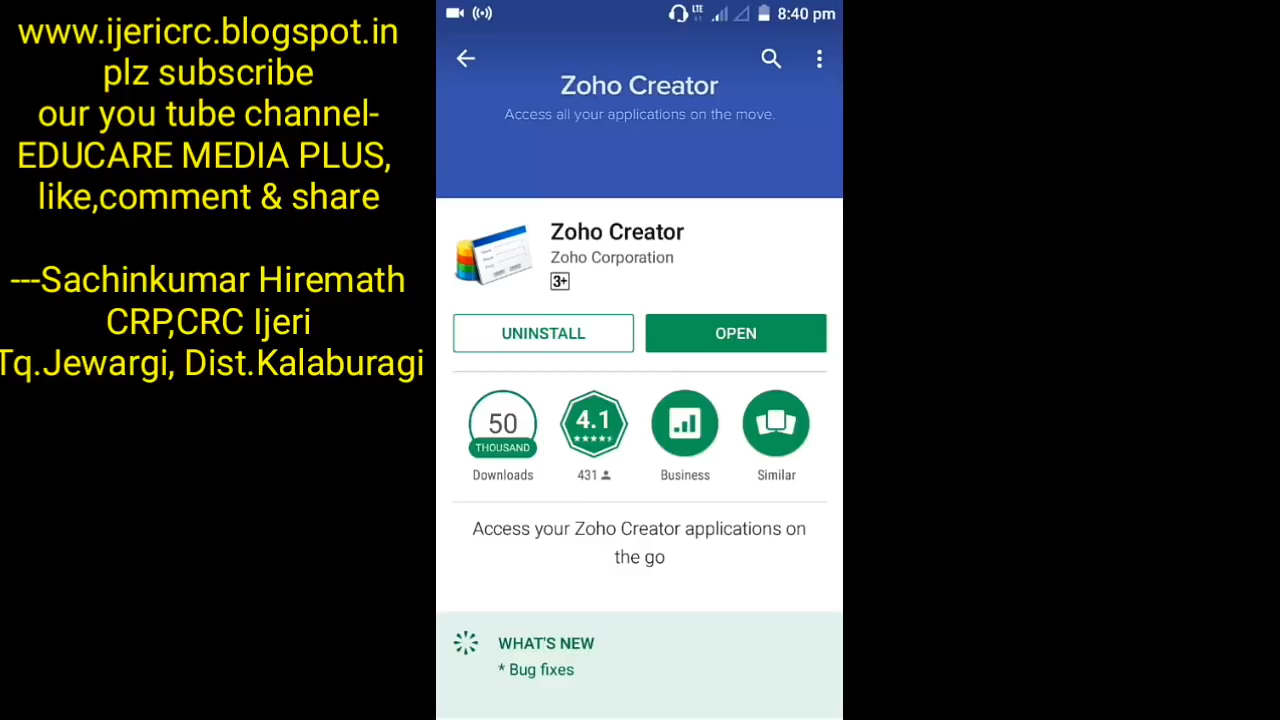 www.ijericrc.blogspot.in
plz subscribe
our you tube channel-
EDUCARE MEDIA PLUS,
like,comment & share
---Sachinkumar Hiremath
CRP,CRC Ijeri
Tq.Jewargi, Dist.Kalaburagi
LTE 8:40 pm
Zoho Creator
Access all your applications on the move.
Zoho Creator
Zoho Corporation
3+
UNINSTALL OPEN
50 4.1
THOUSAND
Downloads 431 Business Similar
Access your Zoho Creator applications on
the go
WHAT'S NEW
* Bug fixes